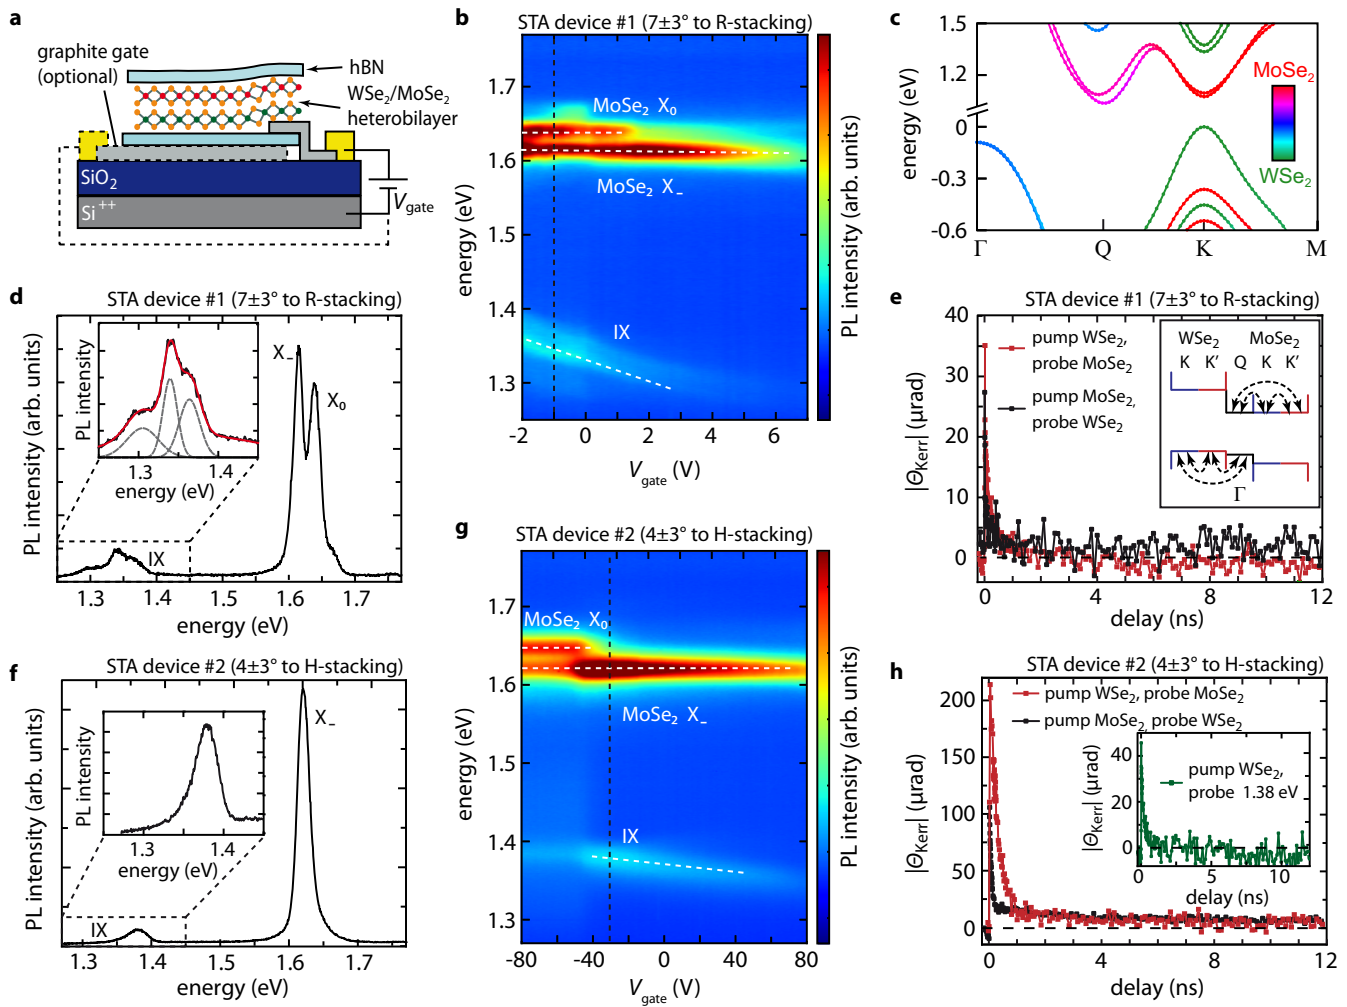 a
graphite gate
(optional)
hBN
WSe₂/MoSe₂
heterobilayer
SiO₂
Si⁺⁺
V_gate
b
STA device #1 (7±3° to R-stacking)
MoSe₂ X₀
MoSe₂ X₋
IX
1.7
1.6
1.5
1.4
1.3
energy (eV)
-2
0
2
4
6
V_gate (V)
PL intensity (arb. units)
c
1.5
1.2
0
-0.3
-0.6
energy (eV)
MoSe₂
WSe₂
Γ
Q
K
M
d
STA device #1 (7±3° to R-stacking)
X₋
X₀
IX
PL intensity
1.3
1.4
energy (eV)
PL intensity (arb. units)
1.3
1.4
1.5
1.6
1.7
energy (eV)
e
STA device #1 (7±3° to R-stacking)
pump WSe₂,
probe MoSe₂
pump MoSe₂,
probe WSe₂
WSe₂ MoSe₂
K K′ Q K K′
Γ
40
30
20
10
0
|Θ_Kerr| (μrad)
0
4
8
12
delay (ns)
f
STA device #2 (4±3° to H-stacking)
X₋
IX
PL intensity
1.3
1.4
energy (eV)
PL intensity (arb. units)
1.3
1.4
1.5
1.6
1.7
energy (eV)
g
STA device #2 (4±3° to H-stacking)
MoSe₂ X₀
MoSe₂ X₋
IX
1.7
1.6
1.5
1.4
1.3
energy (eV)
-80
-40
0
40
80
V_gate (V)
PL intensity (arb. units)
h
STA device #2 (4±3° to H-stacking)
pump WSe₂, probe MoSe₂
pump MoSe₂, probe WSe₂
pump WSe₂,
probe 1.38 eV
40
20
0
|Θ_Kerr| (μrad)
0
5
10
delay (ns)
200
150
100
50
0
|Θ_Kerr| (μrad)
0
4
8
12
delay (ns)